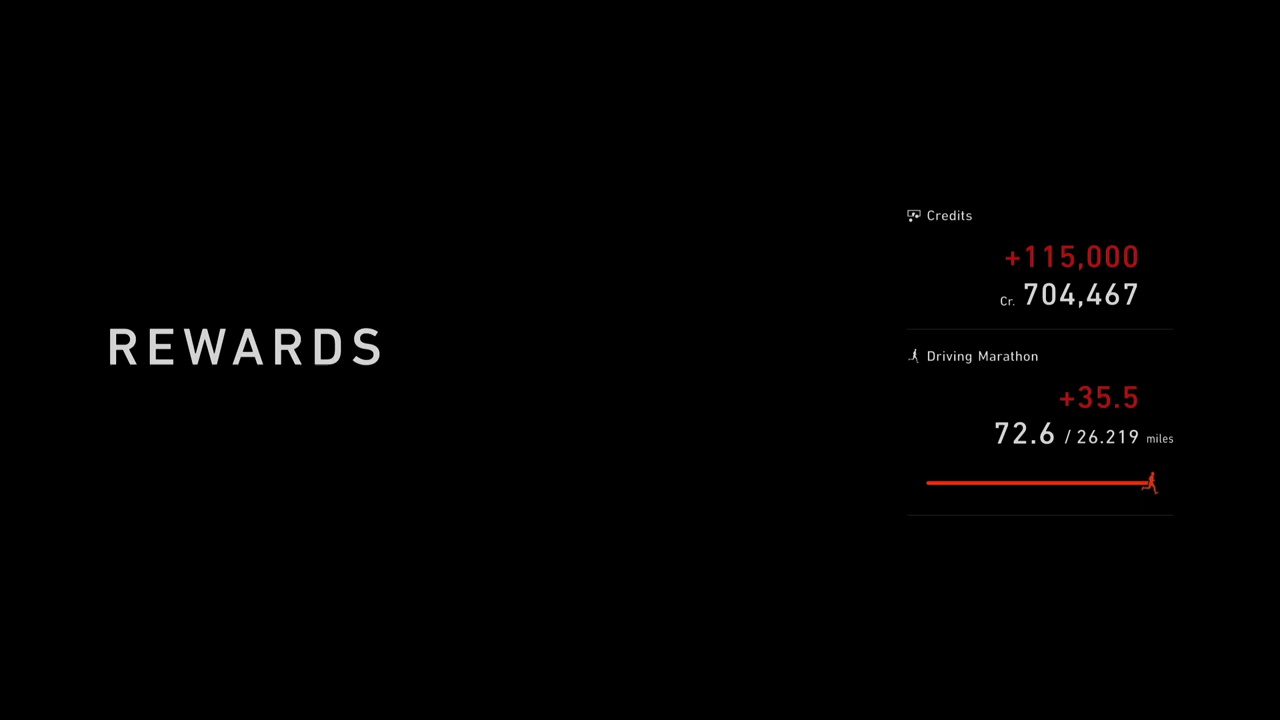 REWARDS
Credits
+115,000
Cr. 704,467
Driving Marathon
+35.5
72.6 / 26.219 miles